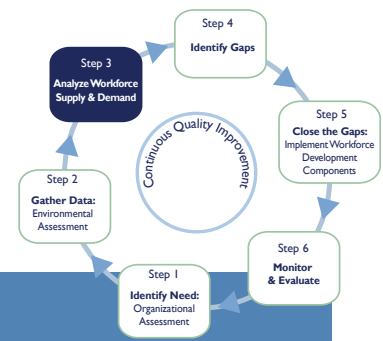 Step 4
Identify Gaps
Step 3
Analyze Workforce
Supply & Demand
Step 5
Close the Gaps:
Implement Workforce
Development
Components
Continuous Quality Improvement
Step 2
Gather Data:
Environmental
Assessment
Step 6
Monitor
& Evaluate
Step 1
Identify Need:
Organizational
Assessment